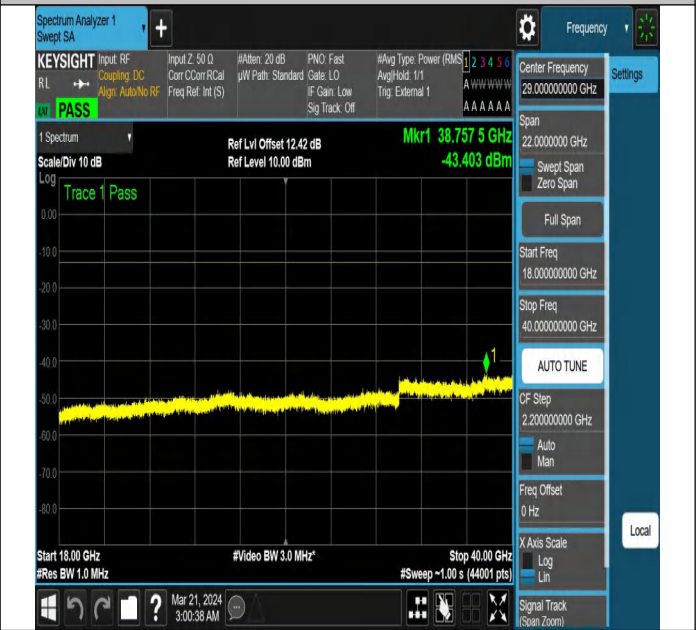 Spectrum Analyzer 1
Swept SA
+
Frequency
KEYSIGHT
RL
PASS
Input: RF
Coupling: DC
Align: Auto/No RF
Input Z: 50 Ω
Corr CCorr RCal
Freq Ref: Int (S)
#Atten: 20 dB
µW Path: Standard
PNO: Fast
Gate: LO
IF Gain: Low
Sig Track: Off
#Avg Type: Power (RMS
Avg|Hold: 1/1
Trig: External 1
1 2 3 4 5 6
A W W W W W
A A A A A A
1 Spectrum
Scale/Div 10 dB
Ref Lvl Offset 12.42 dB
Ref Level 10.00 dBm
Mkr1 38.757 5 GHz
-43.403 dBm
Log
Trace 1 Pass
0.00
-10.0
-20.0
-30.0
-40.0
-50.0
-60.0
-70.0
-80.0
1
Start 18.00 GHz
#Res BW 1.0 MHz
#Video BW 3.0 MHz*
Stop 40.00 GHz
#Sweep ~1.00 s (44001 pts)
?
Mar 21, 2024
3:00:38 AM
Center Frequency
29.000000000 GHz
Settings
Span
22.0000000 GHz
Swept Span
Zero Span
Full Span
Start Freq
18.000000000 GHz
Stop Freq
40.000000000 GHz
AUTO TUNE
CF Step
2.200000000 GHz
Auto
Man
Freq Offset
0 Hz
X Axis Scale
Log
Lin
Local
Signal Track
(Span Zoom)